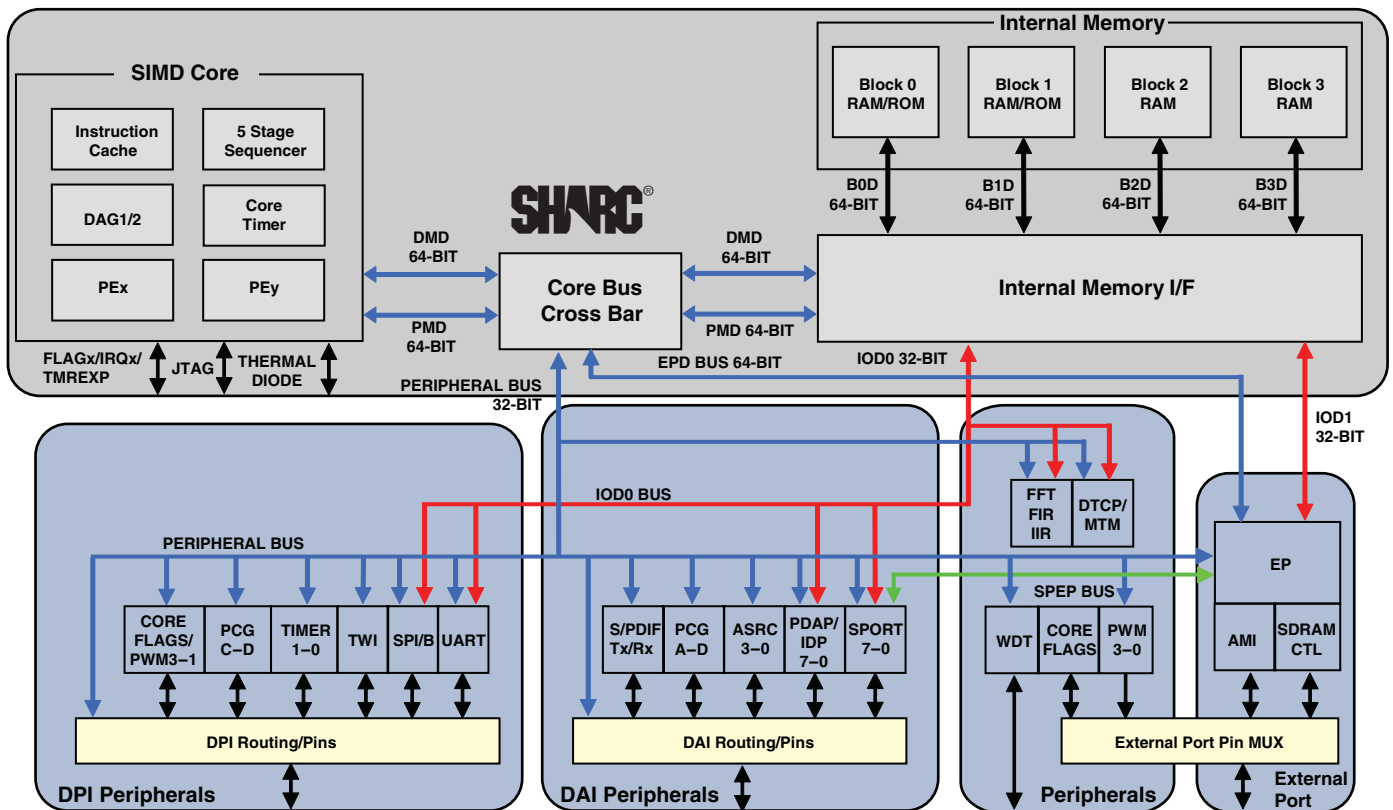 Internal Memory
SIMD Core
Block 0
RAM/ROM
Block 1
RAM/ROM
Block 2
RAM
Block 3
RAM
Instruction
Cache
5 Stage
Sequencer
DAG1/2
Core
Timer
PEx
PEy
B0D
64-BIT
B1D
64-BIT
B2D
64-BIT
B3D
64-BIT
SHARC®
DMD
64-BIT
DMD
64-BIT
Core Bus
Cross Bar
Internal Memory I/F
PMD
64-BIT
PMD 64-BIT
FLAGx/IRQx/
TMREXP
JTAG
THERMAL
DIODE
EPD BUS 64-BIT
IOD0 32-BIT
PERIPHERAL BUS
32-BIT
IOD1
32-BIT
IOD0 BUS
FFT
FIR
IIR
DTCP/
MTM
PERIPHERAL BUS
EP
SPEP BUS
CORE
FLAGS/
PWM3–1
PCG
C–D
TIMER
1–0
TWI
SPI/B
UART
S/PDIF
Tx/Rx
PCG
A–D
ASRC
3–0
PDAP/
IDP
7–0
SPORT
7–0
WDT
CORE
FLAGS
PWM
3–0
AMI
SDRAM
CTL
DPI Routing/Pins
DAI Routing/Pins
External Port Pin MUX
DPI Peripherals
DAI Peripherals
Peripherals
External
Port